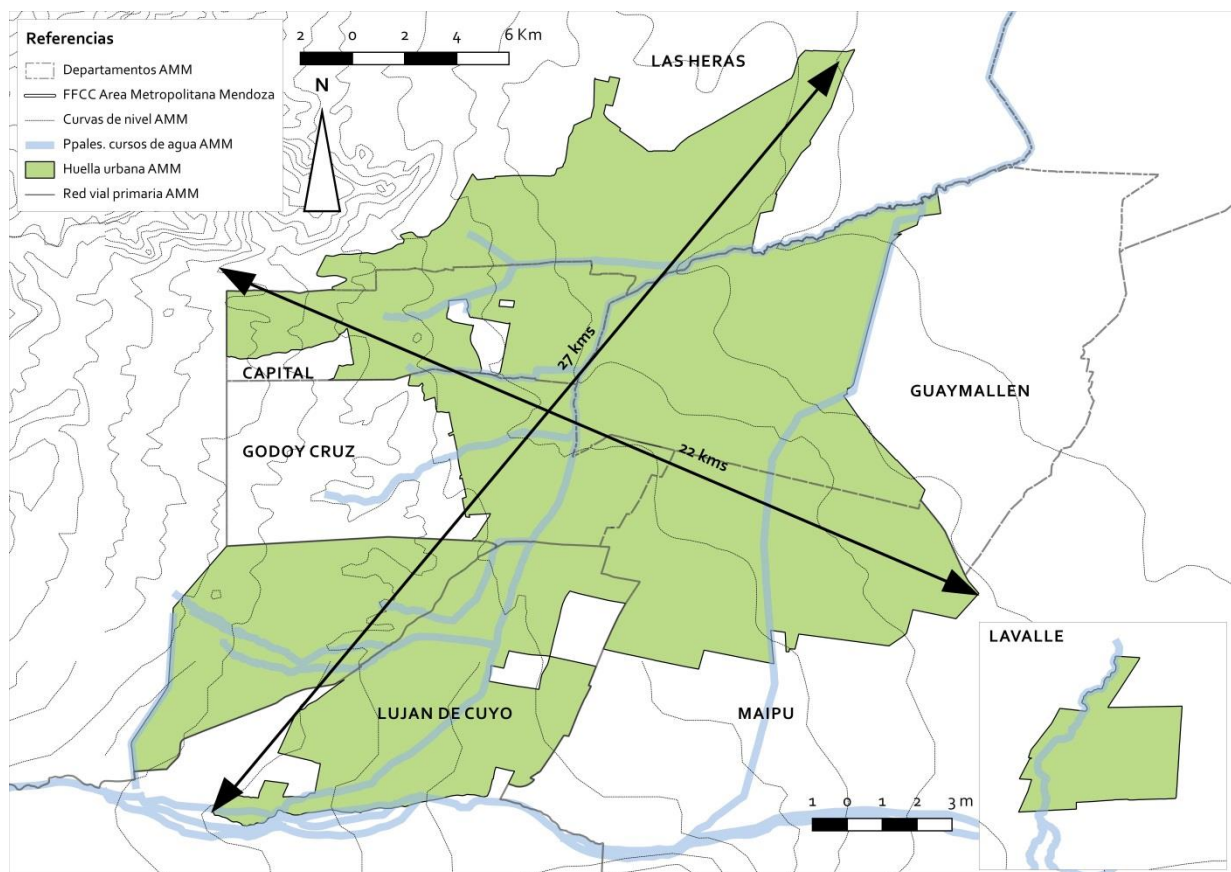 Referencias
Departamentos AMM
FFCC Area Metropolitana Mendoza
Curvas de nivel AMM
Ppales. cursos de agua AMM
Huella urbana AMM
Red vial primaria AMM
2 0 2 4 6 Km
N
LAS HERAS
27 kms
CAPITAL
GUAYMALLEN
GODOY CRUZ
22 kms
LAVALLE
LUJAN DE CUYO
MAIPU
1 0 1 2 3 m